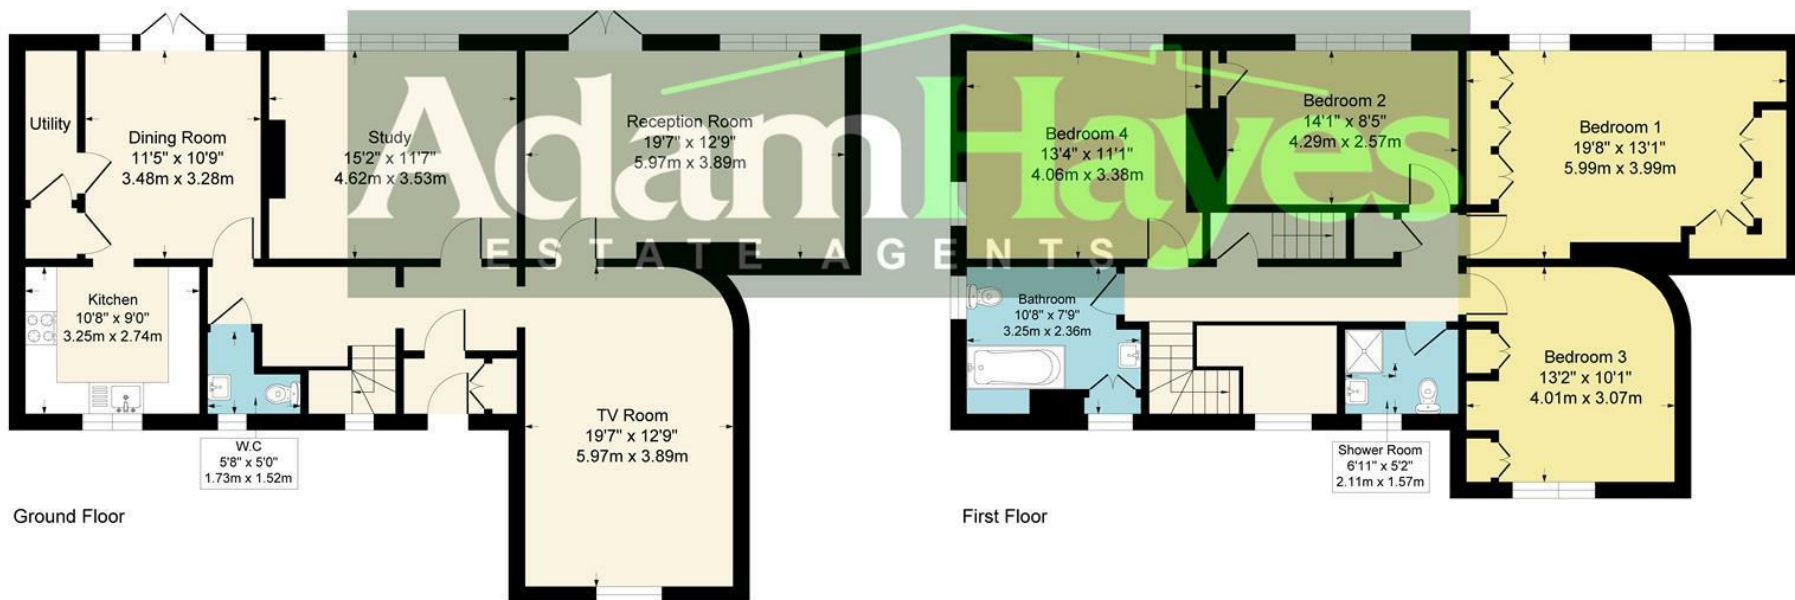 Utility
Dining Room
11'5" x 10'9"
3.48m x 3.28m
Study
15'2" x 11'7"
4.62m x 3.53m
Reception Room
19'7" x 12'9"
5.97m x 3.89m
AdamHayes
ESTATE AGENTS
Kitchen
10'8" x 9'0"
3.25m x 2.74m
W.C
5'8" x 5'0"
1.73m x 1.52m
TV Room
19'7" x 12'9"
5.97m x 3.89m
Ground Floor
Bedroom 4
13'4" x 11'1"
4.06m x 3.38m
Bedroom 2
14'1" x 8'5"
4.29m x 2.57m
Bedroom 1
19'8" x 13'1"
5.99m x 3.99m
Bathroom
10'8" x 7'9"
3.25m x 2.36m
Bedroom 3
13'2" x 10'1"
4.01m x 3.07m
Shower Room
6'11" x 5'2"
2.11m x 1.57m
First Floor